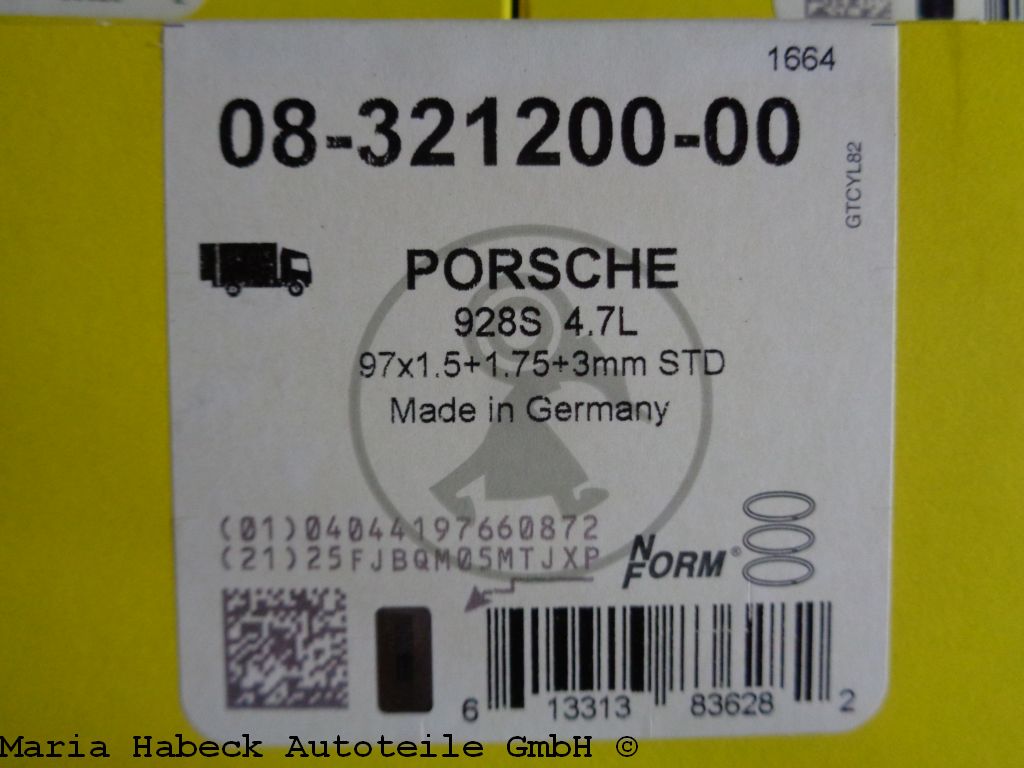 1664
08-321200-00
GTCYL82
PORSCHE
928S 4.7L
97x1.5+1.75+3mm STD
Made in Germany
(01)04044197660872
(21)25FJBQM05MTJXP
NFORM®
6 13313 83628 2
Maria Habeck Autoteile GmbH ©